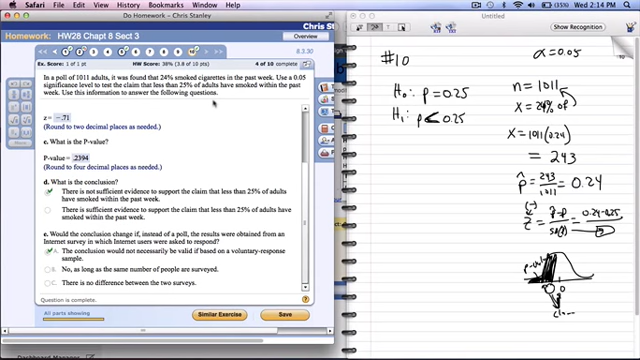 Safari File Edit View History Bookmarks Window Help
Wed 2:14 PM
Do Homework - Chris Stanley
Untitled
Chris S
Homework: HW28 Chapt 8 Sect 3
Overview
Ex. Score: 1 of 1 pt
HW Score: 38% (3.8 of 10 pts)
4 of 10 complete
8.3.30
In a poll of 1011 adults, it was found that 24% smoked cigarettes in the past week. Use a 0.05
significance level to test the claim that less than 25% of adults have smoked within the past
week. Use this information to answer the following questions.
z= -.71
(Round to two decimal places as needed.)
c. What is the P-value?
P-value= .2394
(Round to four decimal places as needed.)
d. What is the conclusion?
There is not sufficient evidence to support the claim that less than 25% of adults
have smoked within the past week.
There is sufficient evidence to support the claim that less than 25% of adults have
smoked within the past week.
e. Would the conclusion change if, instead of a poll, the results were obtained from an
Internet survey in which Internet users were asked to respond?
A. The conclusion would not necessarily be valid if based on a voluntary-response
sample.
B. No, as long as the same number of people are surveyed.
C. There is no difference between the two surveys.
Question is complete.
All parts showing
Similar Exercise
Save
Show Recognition
#10
α=0.05
H₀: p=0.25
H₁: p<0.25
n=1011
x=24% of
x=1011(0.24)
=243
p̂=243/1011=0.24